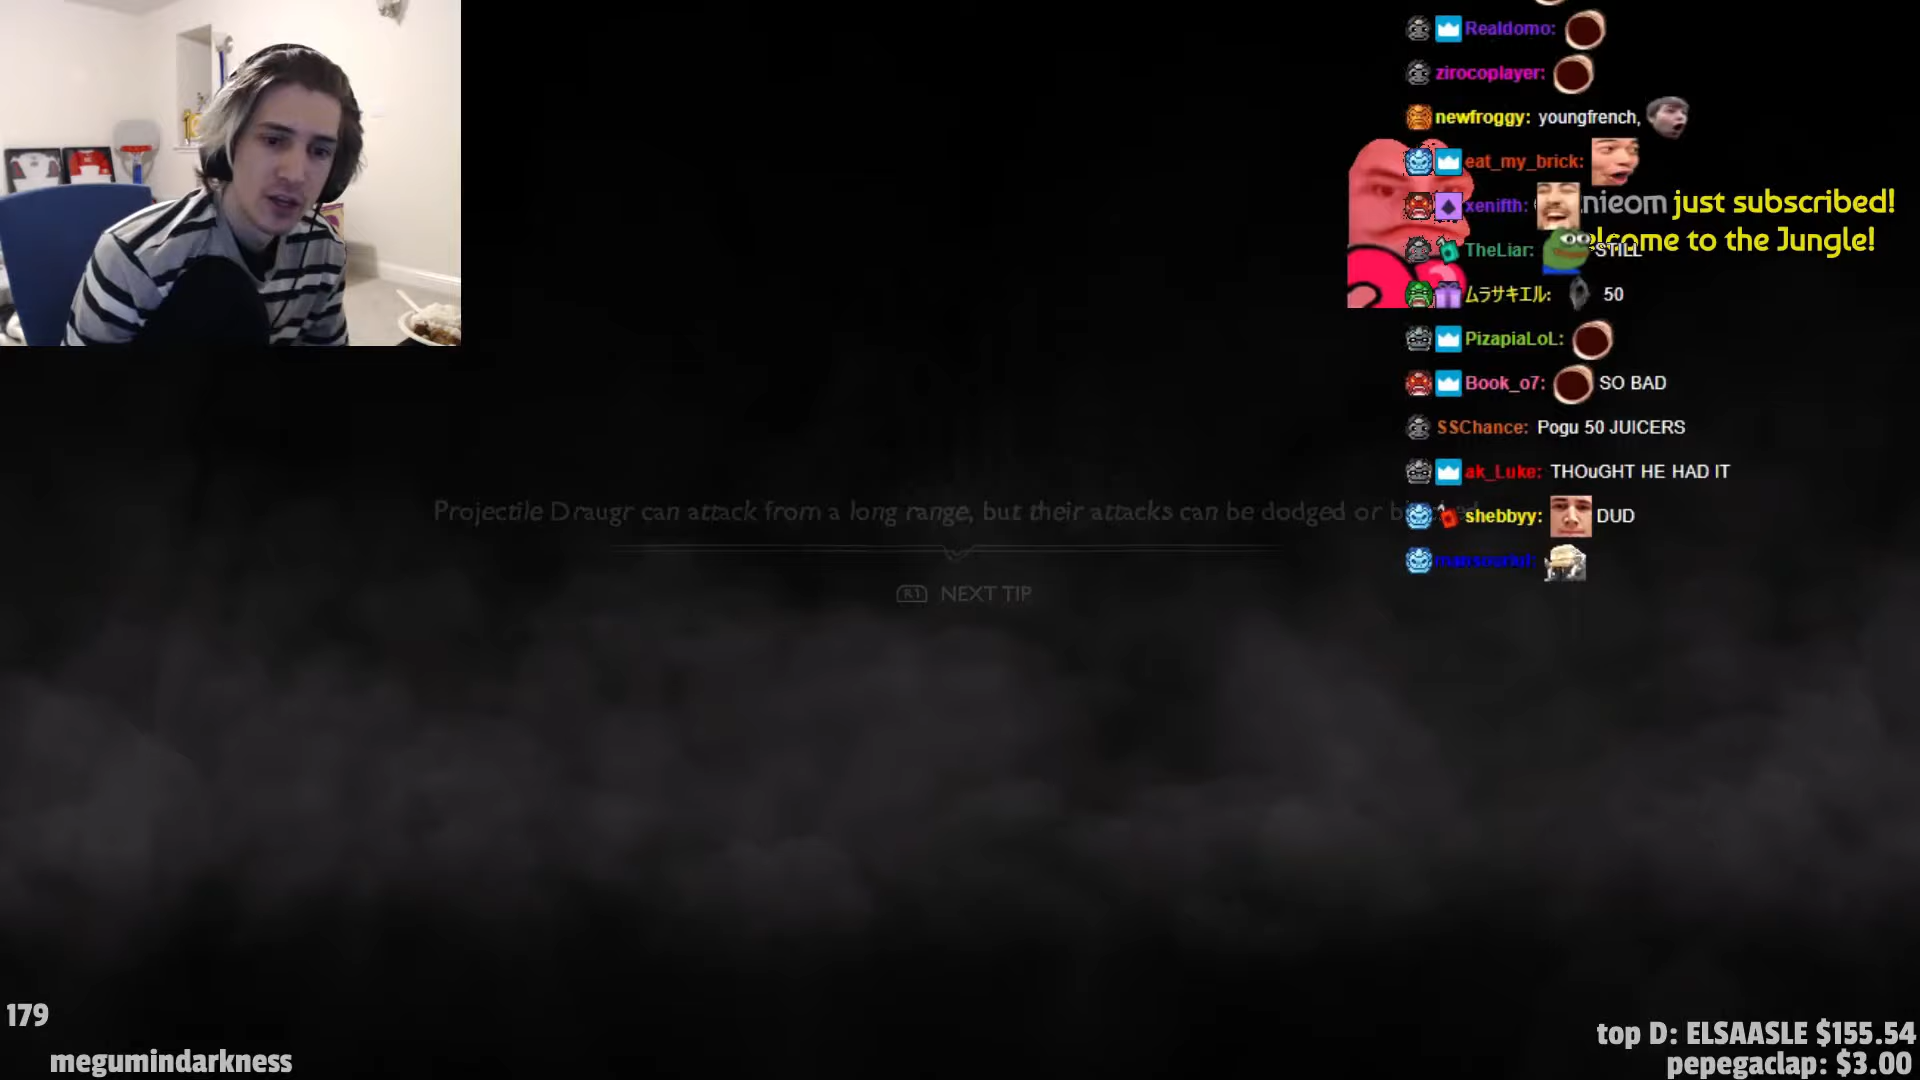 Realdomo:
zirocoplayer:
newfroggy: youngfrench,
eat_my_brick:
xenifth:
nieom just subscribed!
elcome to the Jungle!
TheLiar: STILL
ムラサキエル: 50
PizapiaLoL:
Book_o7: SO BAD
SSChance: Pogu 50 JUICERS
ak_Luke: THOuGHT HE HAD IT
Projectile Draugr can attack from a long range, but their attacks can be dodged or
shebbyy: DUD
R1 NEXT TIP
179
megumindarkness
top D: ELSAASLE $155.54
pepegaclap: $3.00